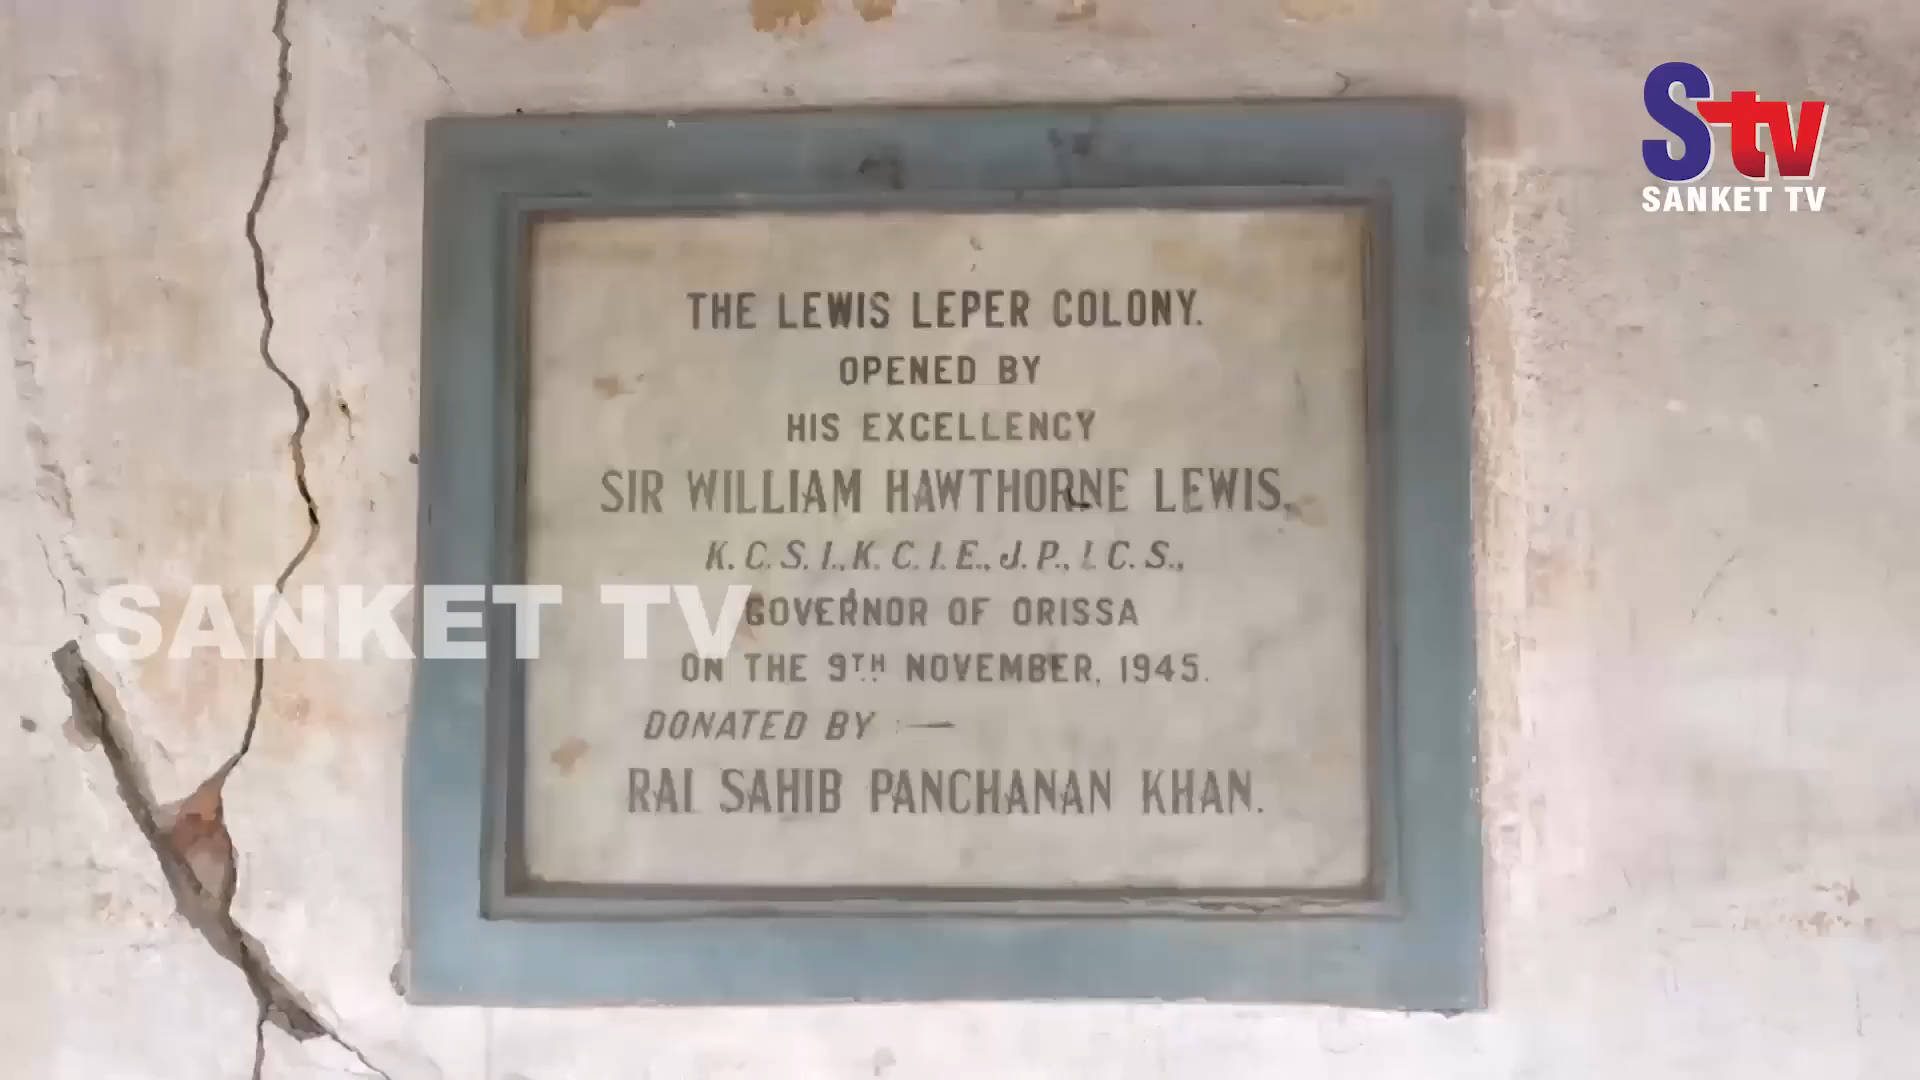 Stv
SANKET TV
THE LEWIS LEPER COLONY.
OPENED BY
HIS EXCELLENCY
SIR WILLIAM HAWTHORNE LEWIS,
K. C. S. I., K. C. I. E., J. P., I. C. S.,
GOVERNOR OF ORISSA
ON THE 9TH NOVEMBER, 1945.
DONATED BY :—
RAI SAHIB PANCHANAN KHAN.
SANKET TV